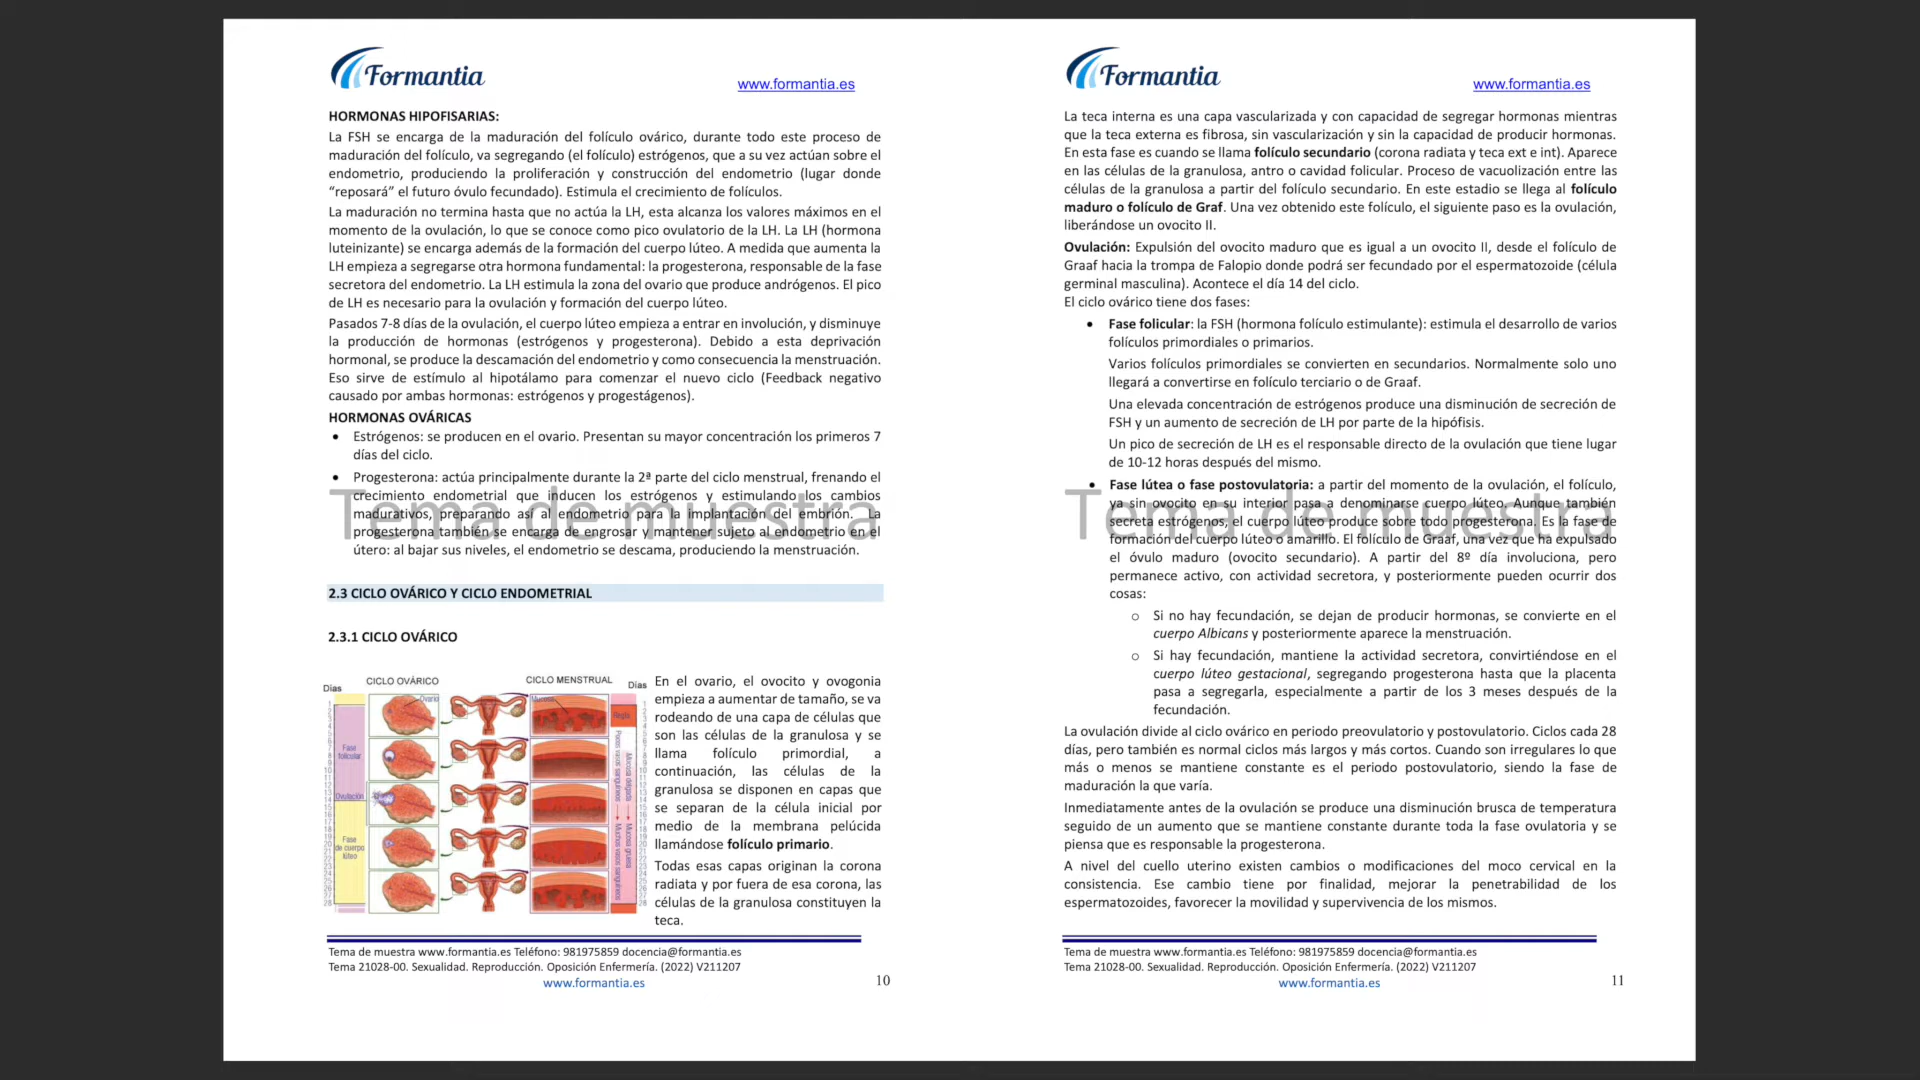 Formantia
www.formantia.es
HORMONAS HIPOFISARIAS:
La FSH se encarga de la maduración del folículo ovárico, durante todo este proceso de
maduración del folículo, va segregando (el folículo) estrógenos, que a su vez actúan sobre el
endometrio, produciendo la proliferación y construcción del endometrio (lugar donde
“reposará” el futuro óvulo fecundado). Estimula el crecimiento de folículos.
La maduración no termina hasta que no actúa la LH, esta alcanza los valores máximos en el
momento de la ovulación, lo que se conoce como pico ovulatorio de la LH. La LH (hormona
luteinizante) se encarga además de la formación del cuerpo lúteo. A medida que aumenta la
LH empieza a segregarse otra hormona fundamental: la progesterona, responsable de la fase
secretora del endometrio. La LH estimula la zona del ovario que produce andrógenos. El pico
de LH es necesario para la ovulación y formación del cuerpo lúteo.
Pasados 7-8 días de la ovulación, el cuerpo lúteo empieza a entrar en involución, y disminuye
la producción de hormonas (estrógenos y progesterona). Debido a esta deprivación
hormonal, se produce la descamación del endometrio y como consecuencia la menstruación.
Eso sirve de estímulo al hipotálamo para comenzar el nuevo ciclo (Feedback negativo
causado por ambas hormonas: estrógenos y progestágenos).
HORMONAS OVÁRICAS
• Estrógenos: se producen en el ovario. Presentan su mayor concentración los primeros 7
días del ciclo.
• Progesterona: actúa principalmente durante la 2ª parte del ciclo menstrual, frenando el
crecimiento endometrial que inducen los estrógenos y estimulando los cambios
madurativos, preparando así al endometrio para la implantación del embrión. La
progesterona también se encarga de engrosar y mantener sujeto al endometrio en el
útero: al bajar sus niveles, el endometrio se descama, produciendo la menstruación.
Tema de muestra
2.3 CICLO OVÁRICO Y CICLO ENDOMETRIAL
2.3.1 CICLO OVÁRICO
Días
CICLO OVÁRICO
CICLO MENSTRUAL
Días
Ovario
Mucosa
Regla
Fase
folicular
Ovulación
Fase
de cuerpo
lúteo
Pocos vasos sanguíneos
Muchos vasos sanguíneos
Mucosa delgada
Mucosa gruesa
En el ovario, el ovocito y ovogonia
empieza a aumentar de tamaño, se va
rodeando de una capa de células que
son las células de la granulosa y se
llama folículo primordial, a
continuación, las células de la
granulosa se disponen en capas que
se separan de la célula inicial por
medio de la membrana pelúcida
llamándose folículo primario.
Todas esas capas originan la corona
radiata y por fuera de esa corona, las
células de la granulosa constituyen la
teca.
Tema de muestra www.formantia.es Teléfono: 981975859 docencia@formantia.es
Tema 21028-00. Sexualidad. Reproducción. Oposición Enfermería. (2022) V211207
www.formantia.es
10
Formantia
www.formantia.es
La teca interna es una capa vascularizada y con capacidad de segregar hormonas mientras
que la teca externa es fibrosa, sin vascularización y sin la capacidad de producir hormonas.
En esta fase es cuando se llama folículo secundario (corona radiata y teca ext e int). Aparece
en las células de la granulosa, antro o cavidad folicular. Proceso de vacuolización entre las
células de la granulosa a partir del folículo secundario. En este estadio se llega al folículo
maduro o folículo de Graf. Una vez obtenido este folículo, el siguiente paso es la ovulación,
liberándose un ovocito II.
Ovulación: Expulsión del ovocito maduro que es igual a un ovocito II, desde el folículo de
Graaf hacia la trompa de Falopio donde podrá ser fecundado por el espermatozoide (célula
germinal masculina). Acontece el día 14 del ciclo.
El ciclo ovárico tiene dos fases:
• Fase folicular: la FSH (hormona folículo estimulante): estimula el desarrollo de varios
folículos primordiales o primarios.
Varios folículos primordiales se convierten en secundarios. Normalmente solo uno
llegará a convertirse en folículo terciario o de Graaf.
Una elevada concentración de estrógenos produce una disminución de secreción de
FSH y un aumento de secreción de LH por parte de la hipófisis.
Un pico de secreción de LH es el responsable directo de la ovulación que tiene lugar
de 10-12 horas después del mismo.
• Fase lútea o fase postovulatoria: a partir del momento de la ovulación, el folículo,
ya sin ovocito en su interior pasa a denominarse cuerpo lúteo. Aunque también
secreta estrógenos, el cuerpo lúteo produce sobre todo progesterona. Es la fase de
formación del cuerpo lúteo o amarillo. El folículo de Graaf, una vez que ha expulsado
el óvulo maduro (ovocito secundario). A partir del 8º día involuciona, pero
permanece activo, con actividad secretora, y posteriormente pueden ocurrir dos
cosas:
Tema de muestra
o Si no hay fecundación, se dejan de producir hormonas, se convierte en el
cuerpo Albicans y posteriormente aparece la menstruación.
o Si hay fecundación, mantiene la actividad secretora, convirtiéndose en el
cuerpo lúteo gestacional, segregando progesterona hasta que la placenta
pasa a segregarla, especialmente a partir de los 3 meses después de la
fecundación.
La ovulación divide al ciclo ovárico en periodo preovulatorio y postovulatorio. Ciclos cada 28
días, pero también es normal ciclos más largos y más cortos. Cuando son irregulares lo que
más o menos se mantiene constante es el periodo postovulatorio, siendo la fase de
maduración la que varía.
Inmediatamente antes de la ovulación se produce una disminución brusca de temperatura
seguido de un aumento que se mantiene constante durante toda la fase ovulatoria y se
piensa que es responsable la progesterona.
A nivel del cuello uterino existen cambios o modificaciones del moco cervical en la
consistencia. Ese cambio tiene por finalidad, mejorar la penetrabilidad de los
espermatozoides, favorecer la movilidad y supervivencia de los mismos.
Tema de muestra www.formantia.es Teléfono: 981975859 docencia@formantia.es
Tema 21028-00. Sexualidad. Reproducción. Oposición Enfermería. (2022) V211207
www.formantia.es
11